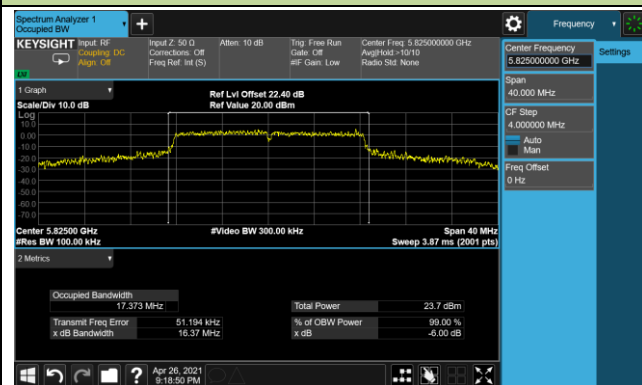 Spectrum Analyzer 1
Occupied BW
+
Frequency
KEYSIGHT
Input: RF
Coupling: DC
Align: Off
Input Z: 50 Ω
Corrections: Off
Freq Ref: Int (S)
Atten: 10 dB
Trig: Free Run
Gate: Off
#IF Gain: Low
Center Freq: 5.825000000 GHz
Avg|Hold:>10/10
Radio Std: None
LXI
Center Frequency
5.825000000 GHz
Settings
Span
40.000 MHz
CF Step
4.000000 MHz
Auto
Man
Freq Offset
0 Hz
1 Graph
Scale/Div 10.0 dB
Ref Lvl Offset 22.40 dB
Ref Value 20.00 dBm
Log
10.0
0.00
-10.0
-20.0
-30.0
-40.0
-50.0
-60.0
-70.0
Center 5.82500 GHz
#Res BW 100.00 kHz
#Video BW 300.00 kHz
Span 40 MHz
Sweep 3.87 ms (2001 pts)
2 Metrics
Occupied Bandwidth
17.373 MHz
Total Power 23.7 dBm
Transmit Freq Error 51.194 kHz
% of OBW Power 99.00 %
x dB Bandwidth 16.37 MHz
x dB -6.00 dB
?
Apr 26, 2021
9:18:50 PM